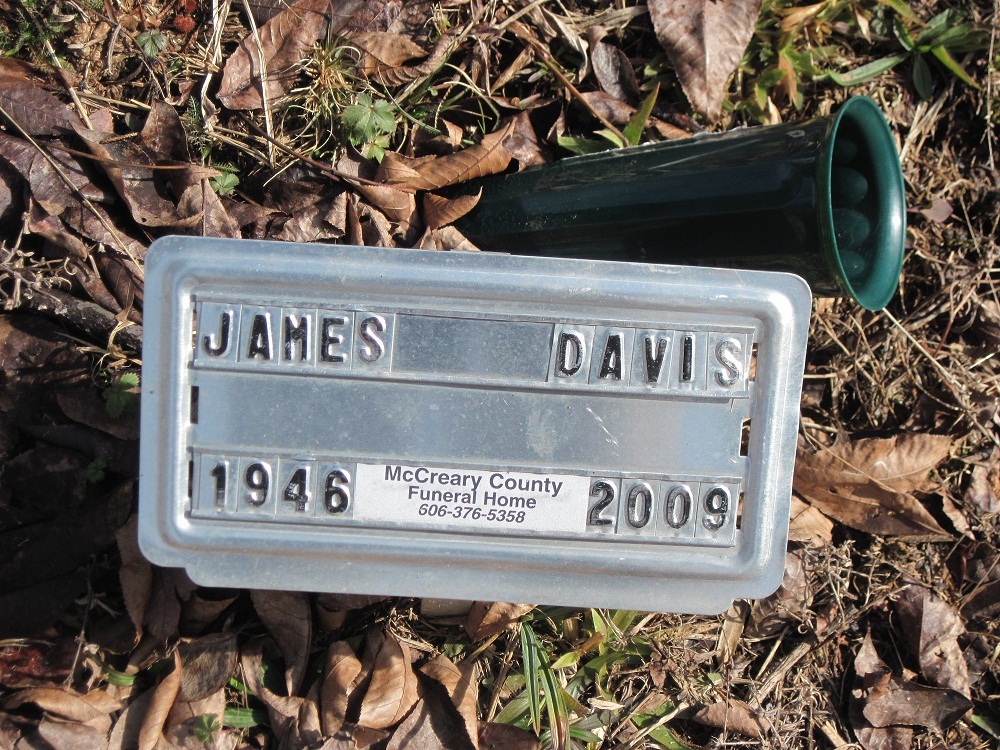 JAMES DAVIS
1946 2009
McCreary County
Funeral Home
606-376-5358